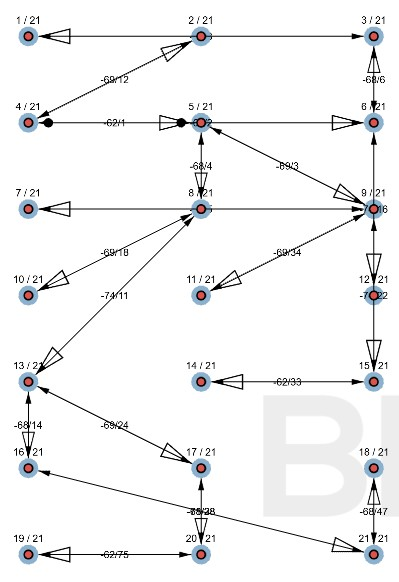 1 / 21
2 / 21
3 / 21
-69/12
-68/6
4 / 21
5 / 21
6 / 21
-62/1
-68/4
-69/3
7 / 21
8 / 21
9 / 21
-69/18
-69/34
10 / 21
11 / 21
12 / 21
-74/11
13 / 21
14 / 21
15 / 21
-62/33
-68/14
-69/24
16 / 21
17 / 21
18 / 21
-68/47
19 / 21
20 / 21
21 / 21
-62/75